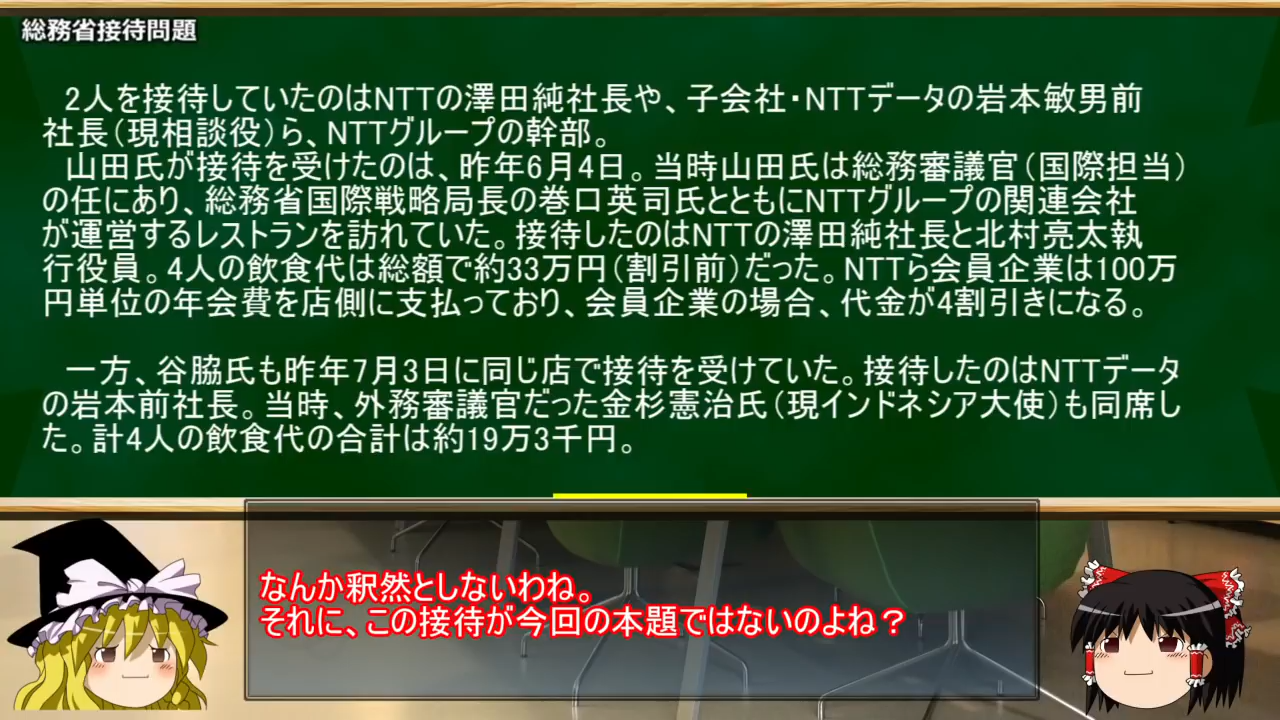 総務省接待問題
2人を接待していたのはNTTの澤田純社長や、子会社・NTTデータの岩本敏男前
社長（現相談役）ら、NTTグループの幹部。
山田氏が接待を受けたのは、昨年6月4日。当時山田氏は総務審議官（国際担当）
の任にあり、総務省国際戦略局長の巻口英司氏とともにNTTグループの関連会社
が運営するレストランを訪れていた。接待したのはNTTの澤田純社長と北村亮太執
行役員。4人の飲食代は総額で約33万円（割引前）だった。NTTら会員企業は100万
円単位の年会費を店側に支払っており、会員企業の場合、代金が4割引きになる。
一方、谷脇氏も昨年7月3日に同じ店で接待を受けていた。接待したのはNTTデータ
の岩本前社長。当時、外務審議官だった金杉憲治氏（現インドネシア大使）も同席し
た。計4人の飲食代の合計は約19万3千円。
なんか釈然としないわね。
それに、この接待が今回の本題ではないのよね？